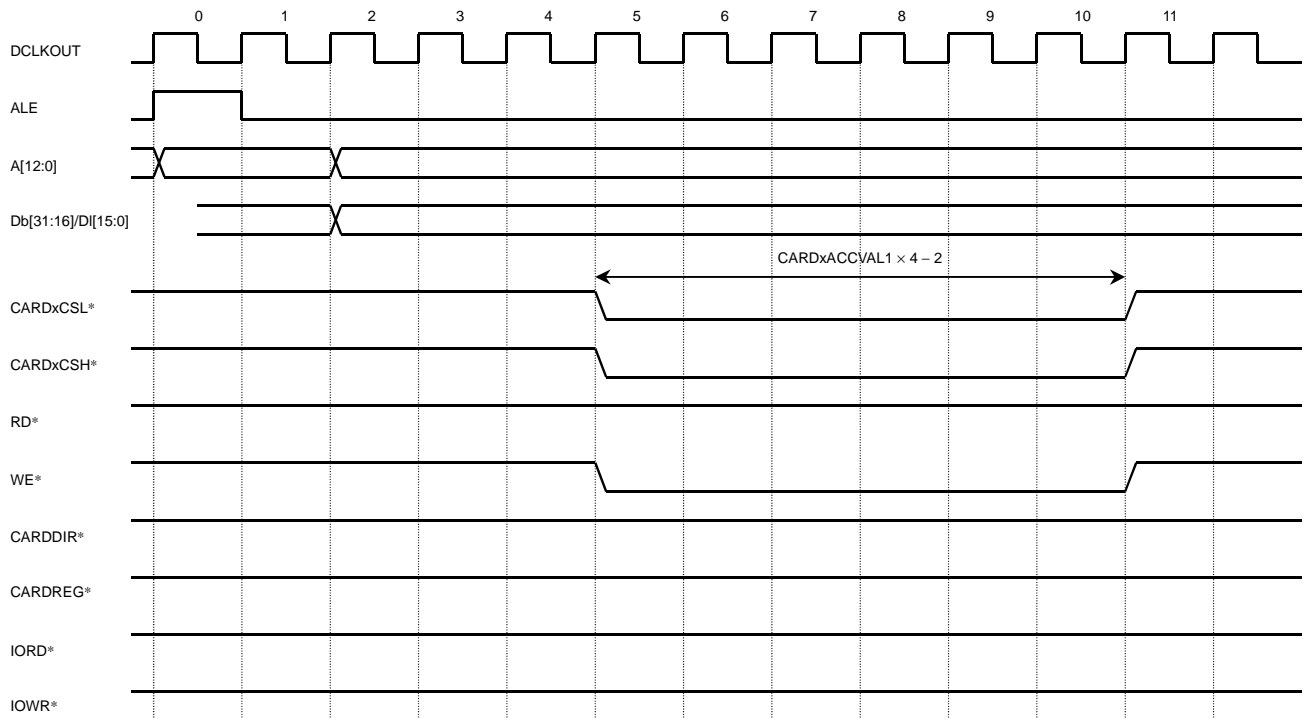 0 1 2 3 4 5 6 7 8 9 10 11
DCLKOUT
ALE
A[12:0]
Db[31:16]/Dl[15:0]
CARDxACCVAL1 × 4 – 2
CARDxCSL*
CARDxCSH*
RD*
WE*
CARDDIR*
CARDREG*
IORD*
IOWR*